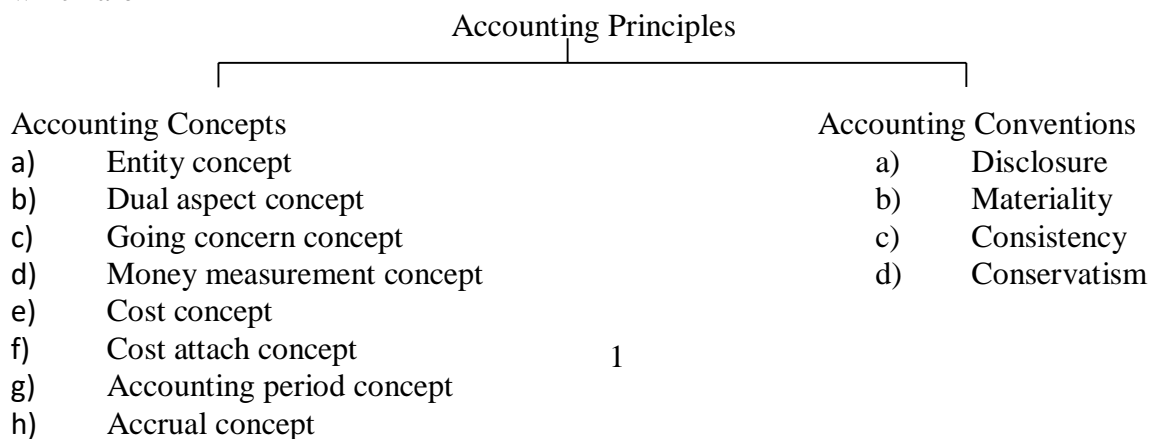 Accounting Principles
Accounting Concepts
a) Entity concept
b) Dual aspect concept
c) Going concern concept
d) Money measurement concept
e) Cost concept
f) Cost attach concept
g) Accounting period concept
h) Accrual concept
Accounting Conventions
a) Disclosure
b) Materiality
c) Consistency
d) Conservatism
1